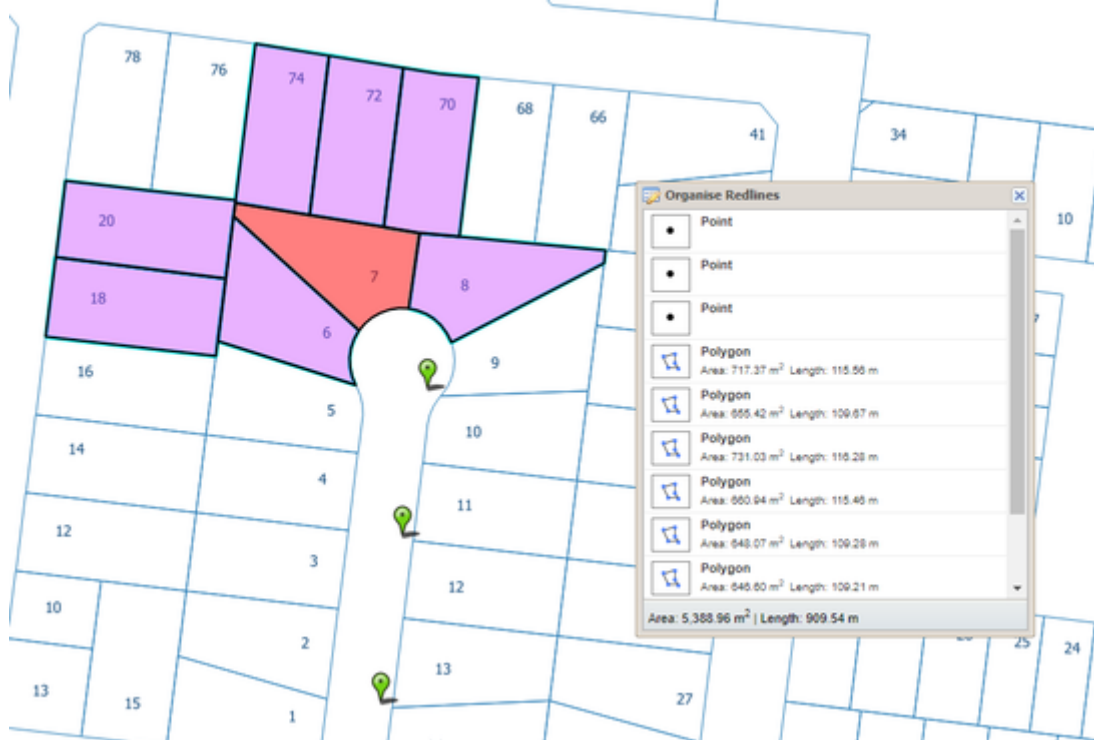 78
76
74
72
70
68
66
41
34
10
20
18
16
14
12
10
13
15
7
8
6
9
5
10
4
11
3
12
2
13
1
27
25
24
7
Organise Redlines
Point
Point
Point
Polygon
Area: 717.37 m² Length: 115.56 m
Polygon
Area: 655.42 m² Length: 109.67 m
Polygon
Area: 731.03 m² Length: 116.28 m
Polygon
Area: 660.94 m² Length: 115.46 m
Polygon
Area: 648.07 m² Length: 109.28 m
Polygon
Area: 646.60 m² Length: 109.21 m
Area: 5,388.96 m² | Length: 909.54 m